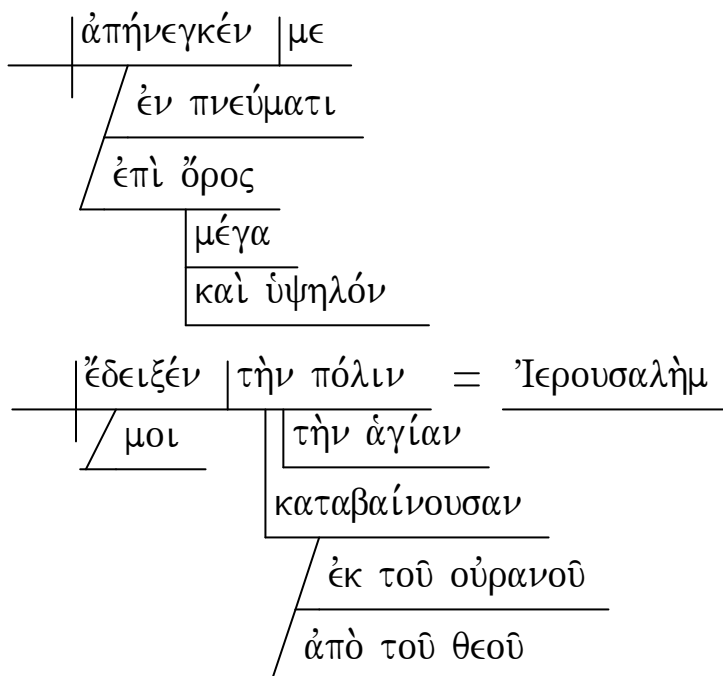 ἀπήνεγκέν με
ἐν πνεύματι
ἐπὶ ὄρος
μέγα
καὶ ὑψηλόν
ἔδειξέν τὴν πόλιν = Ἰερουσαλὴμ
μοι τὴν ἁγίαν
καταβαίνουσαν
ἐκ τοῦ οὐρανοῦ
ἀπὸ τοῦ θεοῦ